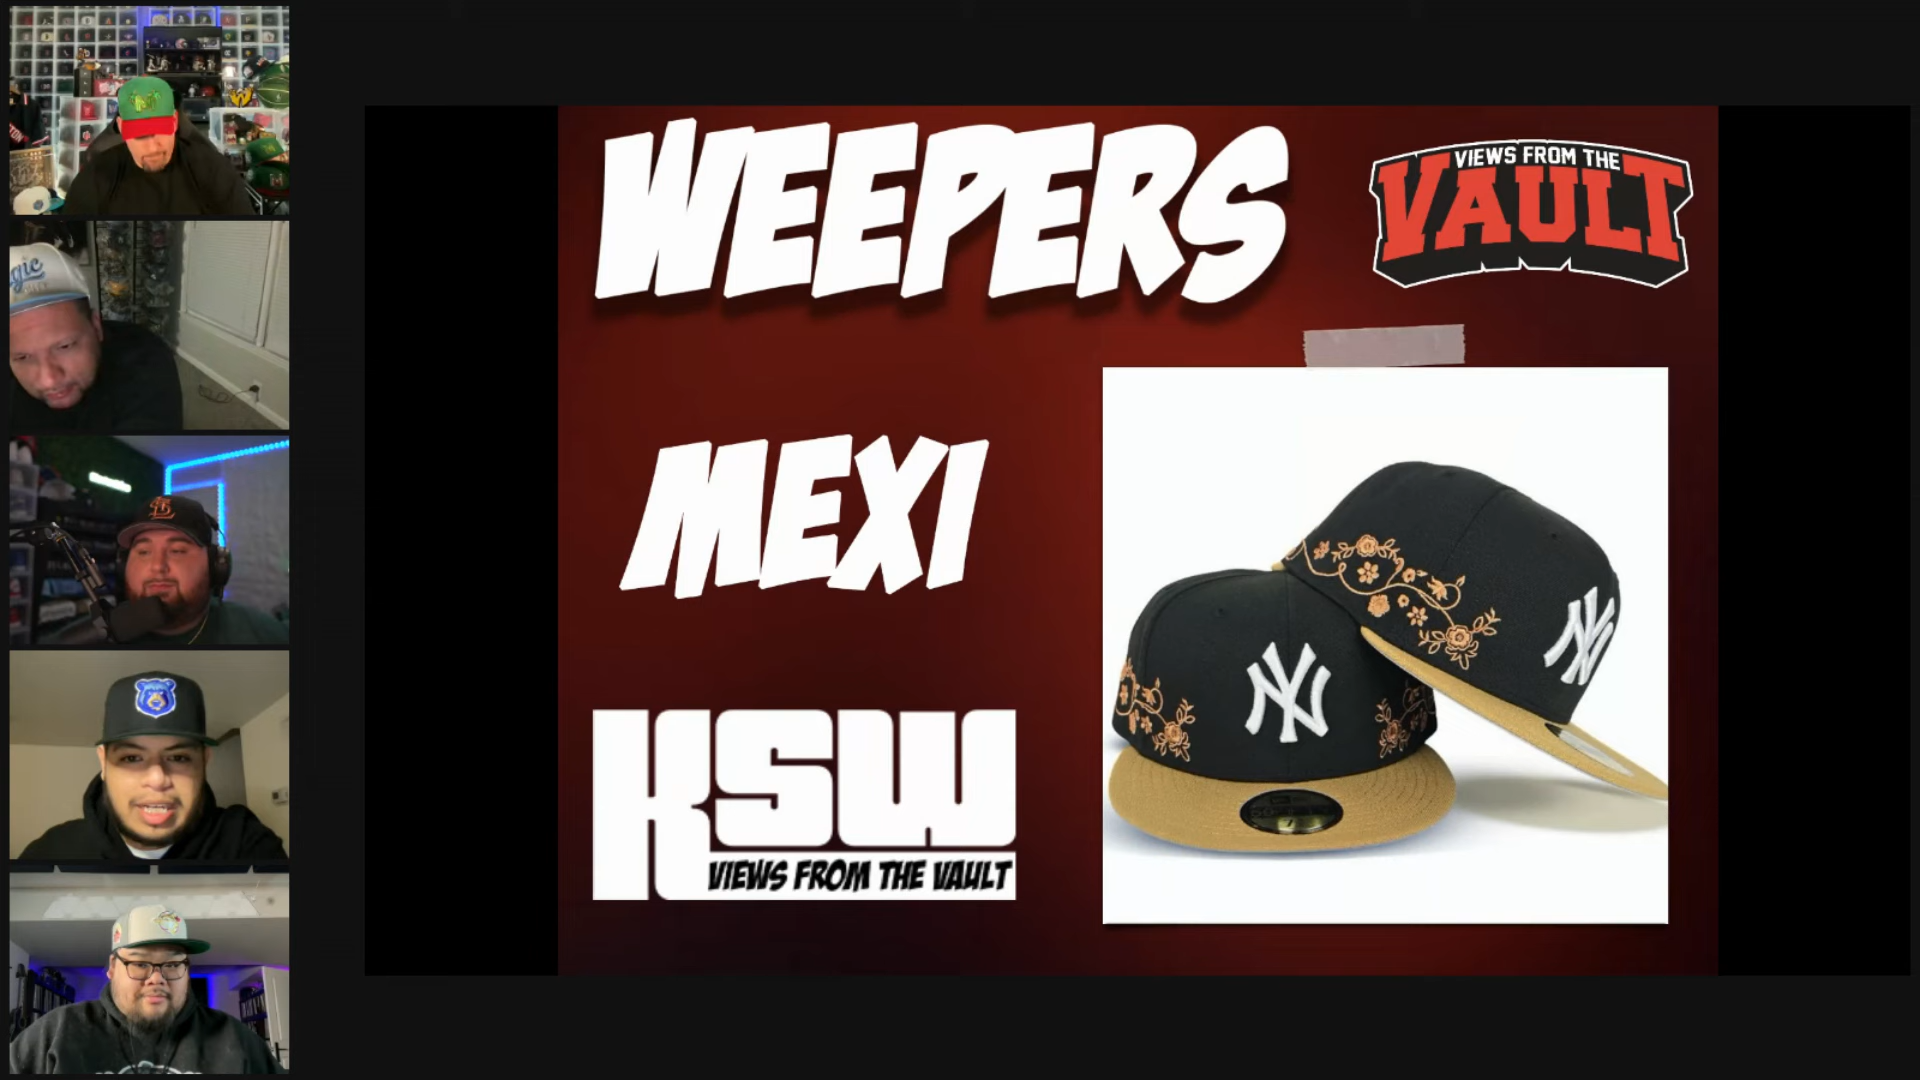 WEEPERS
VIEWS FROM THE
VAULT
MEXI
KSW
VIEWS FROM THE VAULT
NY
NY